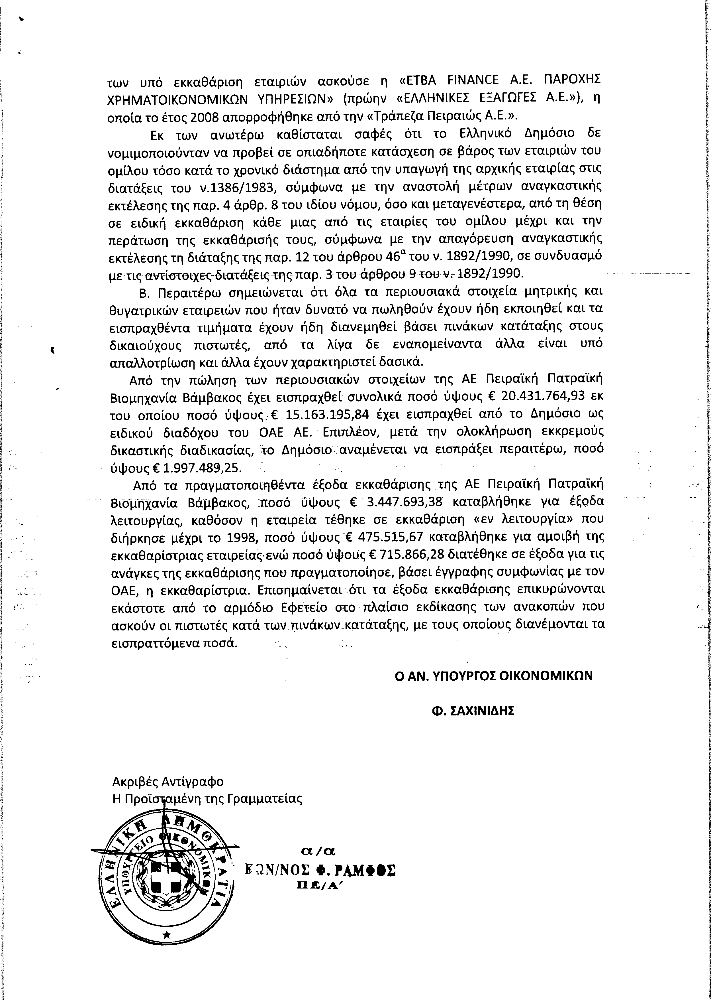 των υπό εκκαθάριση εταιριών ασκούσε η «ETBA FINANCE Α.Ε. ΠΑΡΟΧΗΣ
ΧΡΗΜΑΤΟΙΚΟΝΟΜΙΚΩΝ ΥΠΗΡΕΣΙΩΝ» (πρώην «ΕΛΛΗΝΙΚΕΣ ΕΞΑΓΩΓΕΣ Α.Ε.»), η
οποία το έτος 2008 απορροφήθηκε από την «Τράπεζα Πειραιώς Α.Ε.».
Εκ των ανωτέρω καθίσταται σαφές ότι το Ελληνικό Δημόσιο δε
νομιμοποιούνταν να προβεί σε οπιαδήποτε κατάσχεση σε βάρος των εταιριών του
ομίλου τόσο κατά το χρονικό διάστημα από την υπαγωγή της αρχικής εταιρίας στις
διατάξεις του ν.1386/1983, σύμφωνα με την αναστολή μέτρων αναγκαστικής
εκτέλεσης της παρ. 4 άρθρ. 8 του ιδίου νόμου, όσο και μεταγενέστερα, από τη θέση
σε ειδική εκκαθάριση κάθε μιας από τις εταιρίες του ομίλου μέχρι και την
περάτωση της εκκαθάρισής τους, σύμφωνα με την απαγόρευση αναγκαστικής
εκτέλεσης τη διάταξης της παρ. 12 του άρθρου 46α του ν. 1892/1990, σε συνδυασμό
με τις αντίστοιχες διατάξεις της παρ. 3 του άρθρου 9 του ν. 1892/1990.
Β. Περαιτέρω σημειώνεται ότι όλα τα περιουσιακά στοιχεία μητρικής και
θυγατρικών εταιρειών που ήταν δυνατό να πωληθούν έχουν ήδη εκποιηθεί και τα
εισπραχθέντα τιμήματα έχουν ήδη διανεμηθεί βάσει πινάκων κατάταξης στους
δικαιούχους πιστωτές, από τα λίγα δε εναπομείναντα άλλα είναι υπό
απαλλοτρίωση και άλλα έχουν χαρακτηριστεί δασικά.
Από την πώληση των περιουσιακών στοιχείων της ΑΕ Πειραϊκή Πατραϊκή
Βιομηχανία Βάμβακος έχει εισπραχθεί συνολικά ποσό ύψους € 20.431.764,93 εκ
του οποίου ποσό ύψους € 15.163.195,84 έχει εισπραχθεί από το Δημόσιο ως
ειδικού διαδόχου του ΟΑΕ ΑΕ. Επιπλέον, μετά την ολοκλήρωση εκκρεμούς
δικαστικής διαδικασίας, το Δημόσιο αναμένεται να εισπράξει περαιτέρω, ποσό
ύψους € 1.997.489,25.
Από τα πραγματοποιηθέντα έξοδα εκκαθάρισης της ΑΕ Πειραϊκή Πατραϊκή
Βιομηχανία Βάμβακος, ποσό ύψους € 3.447.693,38 καταβλήθηκε για έξοδα
λειτουργίας, καθόσον η εταιρεία τέθηκε σε εκκαθάριση «εν λειτουργία» που
διήρκησε μέχρι το 1998, ποσό ύψους € 475.515,67 καταβλήθηκε για αμοιβή της
εκκαθαρίστριας εταιρείας ενώ ποσό ύψους € 715.866,28 διατέθηκε σε έξοδα για τις
ανάγκες της εκκαθάρισης που πραγματοποίησε, βάσει έγγραφης συμφωνίας με τον
ΟΑΕ, η εκκαθαρίστρια. Επισημαίνεται ότι τα έξοδα εκκαθάρισης επικυρώνονται
εκάστοτε από το αρμόδιο Εφετείο στο πλαίσιο εκδίκασης των ανακοπών που
ασκούν οι πιστωτές κατά των πινάκων κατάταξης, με τους οποίους διανέμονται τα
εισπραττόμενα ποσά.
Ο ΑΝ. ΥΠΟΥΡΓΟΣ ΟΙΚΟΝΟΜΙΚΩΝ
Φ. ΣΑΧΙΝΙΔΗΣ
Ακριβές Αντίγραφο
Η Προϊσταμένη της Γραμματείας
ΕΛΛΗΝΙΚΗ ΔΗΜΟΚΡΑΤΙΑ
ΥΠΟΥΡΓΕΙΟ ΟΙΚΟΝΟΜΙΚΩΝ
α/α
ΚΩΝ/ΝΟΣ Φ. ΡΑΜΦΟΣ
ΠΕ/Α'